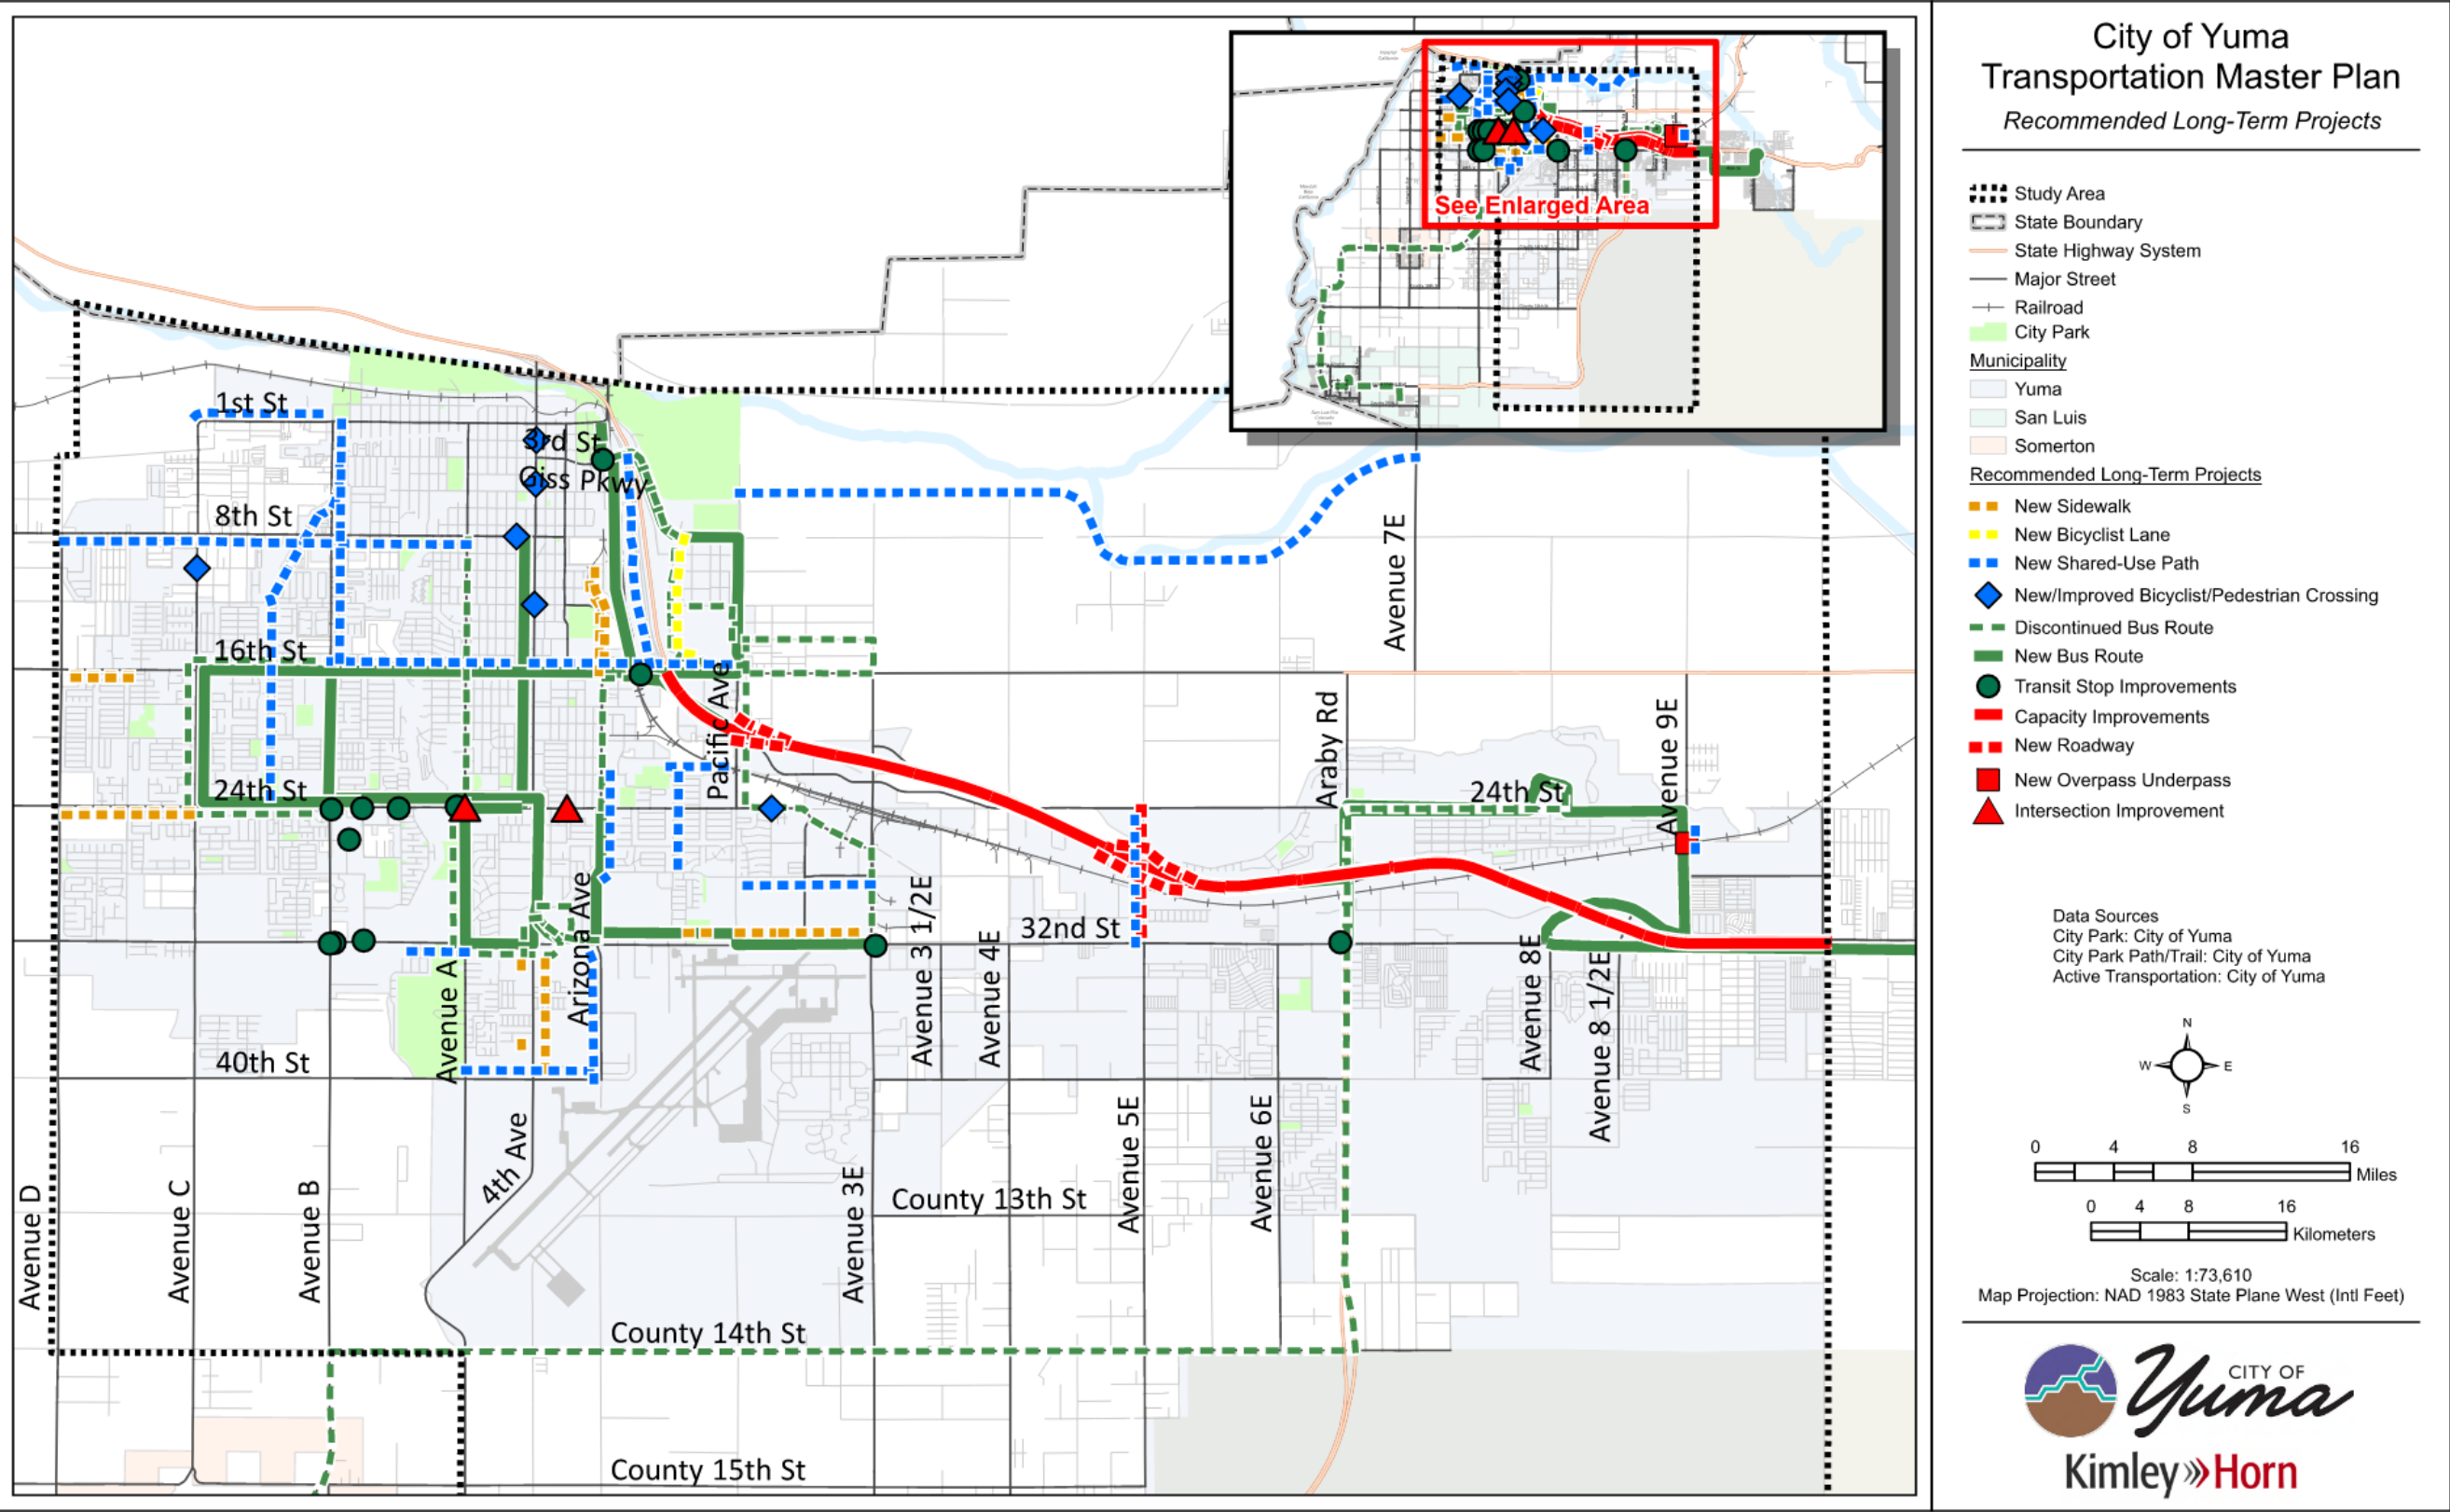 City of Yuma
Transportation Master Plan
Recommended Long-Term Projects
Study Area
State Boundary
State Highway System
Major Street
Railroad
City Park
Municipality
Yuma
San Luis
Somerton
Recommended Long-Term Projects
New Sidewalk
New Bicyclist Lane
New Shared-Use Path
New/Improved Bicyclist/Pedestrian Crossing
Discontinued Bus Route
New Bus Route
Transit Stop Improvements
Capacity Improvements
New Roadway
New Overpass Underpass
Intersection Improvement
Data Sources
City Park: City of Yuma
City Park Path/Trail: City of Yuma
Active Transportation: City of Yuma
N
W
E
S
0 4 8 16
Miles
0 4 8 16
Kilometers
Scale: 1:73,610
Map Projection: NAD 1983 State Plane West (Intl Feet)
CITY OF
Yuma
Kimley»Horn
See Enlarged Area
1st St
3rd St
Giss Pkwy
8th St
16th St
24th St
24th St
32nd St
40th St
County 13th St
County 14th St
County 15th St
Avenue D
Avenue C
Avenue B
Avenue A
4th Ave
Arizona Ave
Pacific Ave
Avenue 3E
Avenue 3 1/2E
Avenue 4E
Avenue 5E
Avenue 6E
Araby Rd
Avenue 7E
Avenue 8E
Avenue 8 1/2E
Avenue 9E